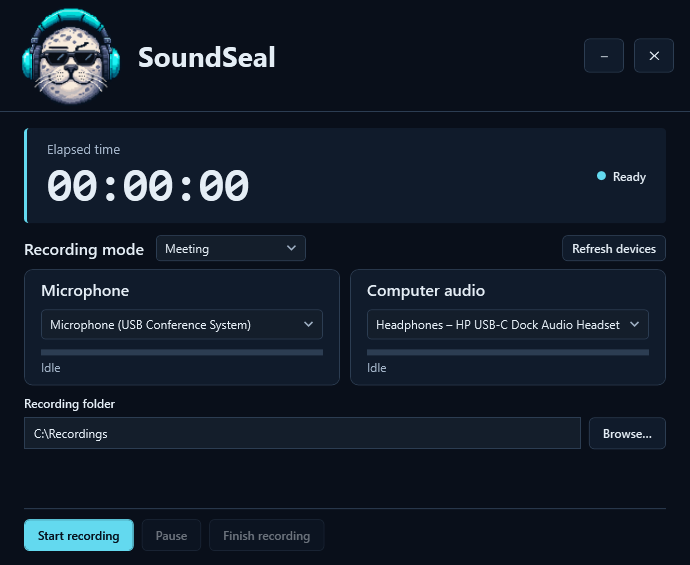 SoundSeal
Elapsed time
00:00:00
Ready
Recording mode
Meeting
Refresh devices
Microphone
Computer audio
Microphone (USB Conference System)
Headphones – HP USB-C Dock Audio Headset
Idle
Idle
Recording folder
C:\Recordings
Browse...
Start recording
Pause
Finish recording